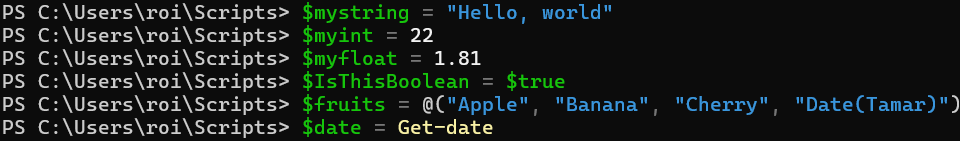 PS C:\Users\roi\Scripts> $mystring = "Hello, world"
PS C:\Users\roi\Scripts> $myint = 22
PS C:\Users\roi\Scripts> $myfloat = 1.81
PS C:\Users\roi\Scripts> $IsThisBoolean = $true
PS C:\Users\roi\Scripts> $fruits = @("Apple", "Banana", "Cherry", "Date(Tamar)")
PS C:\Users\roi\Scripts> $date = Get-date